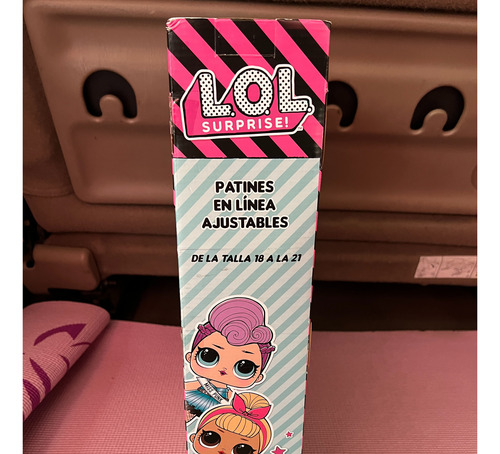 L.O.L
SURPRISE!
PATINES
EN LÍNEA
AJUSTABLES
DE LA TALLA 18 A LA 21